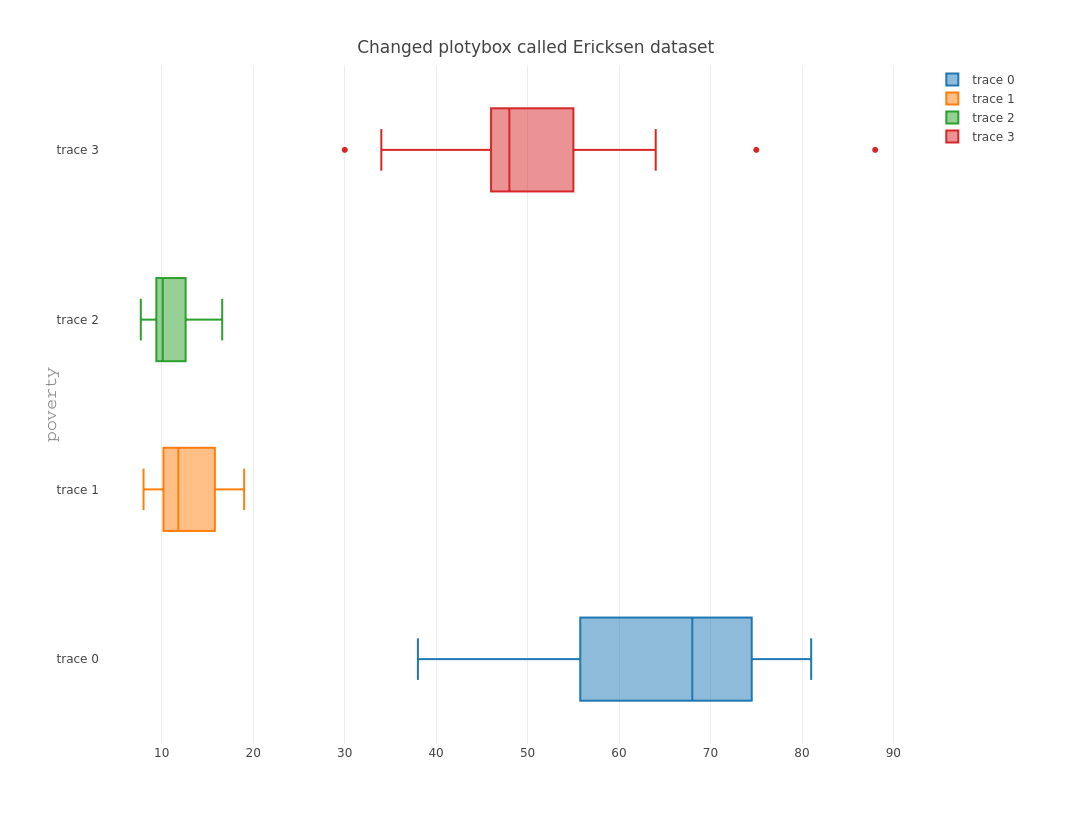 Changed plotybox called Ericksen dataset
trace 0
trace 1
trace 2
trace 3
trace 3
trace 2
trace 1
trace 0
poverty
10 20 30 40 50 60 70 80 90